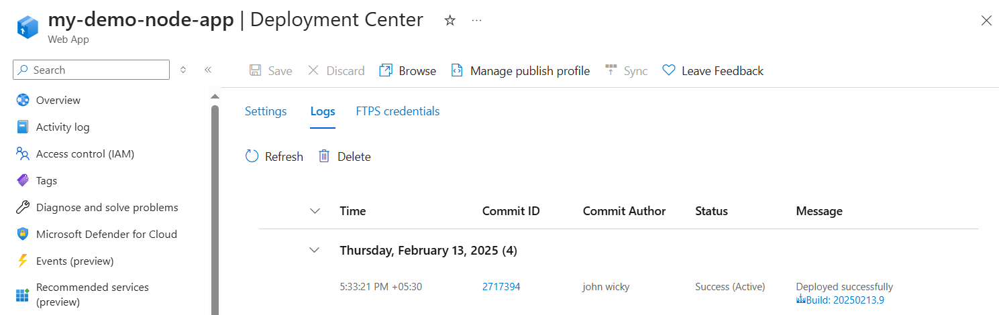 my-demo-node-app | Deployment Center
Web App
Search
Save
Discard
Browse
Manage publish profile
Sync
Leave Feedback
Overview
Activity log
Access control (IAM)
Tags
Diagnose and solve problems
Microsoft Defender for Cloud
Events (preview)
Recommended services
(preview)
Settings
Logs
FTPS credentials
Refresh
Delete
Time Commit ID Commit Author Status Message
Thursday, February 13, 2025 (4)
5:33:21 PM +05:30 2717394 john wicky Success (Active) Deployed successfully
Build: 20250213.9